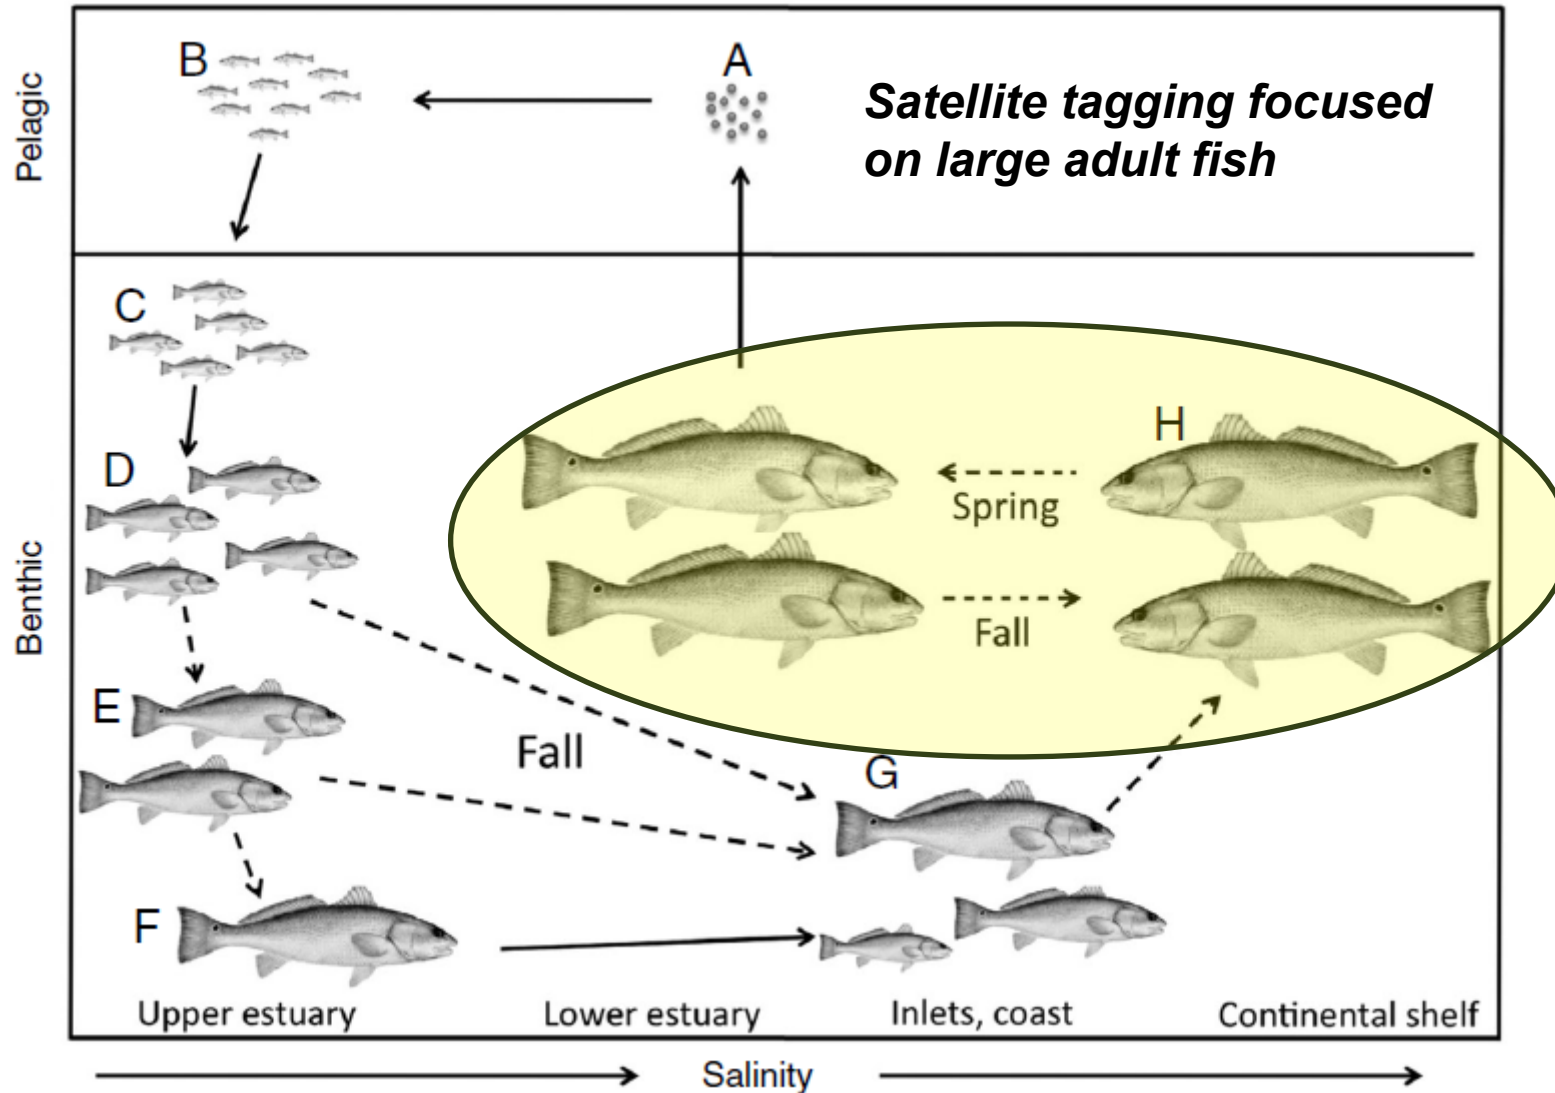 Pelagic
B
A
Satellite tagging focused
on large adult fish
Benthic
C
D
H
Spring
Fall
E
Fall
G
F
Upper estuary
Lower estuary
Inlets, coast
Continental shelf
Salinity